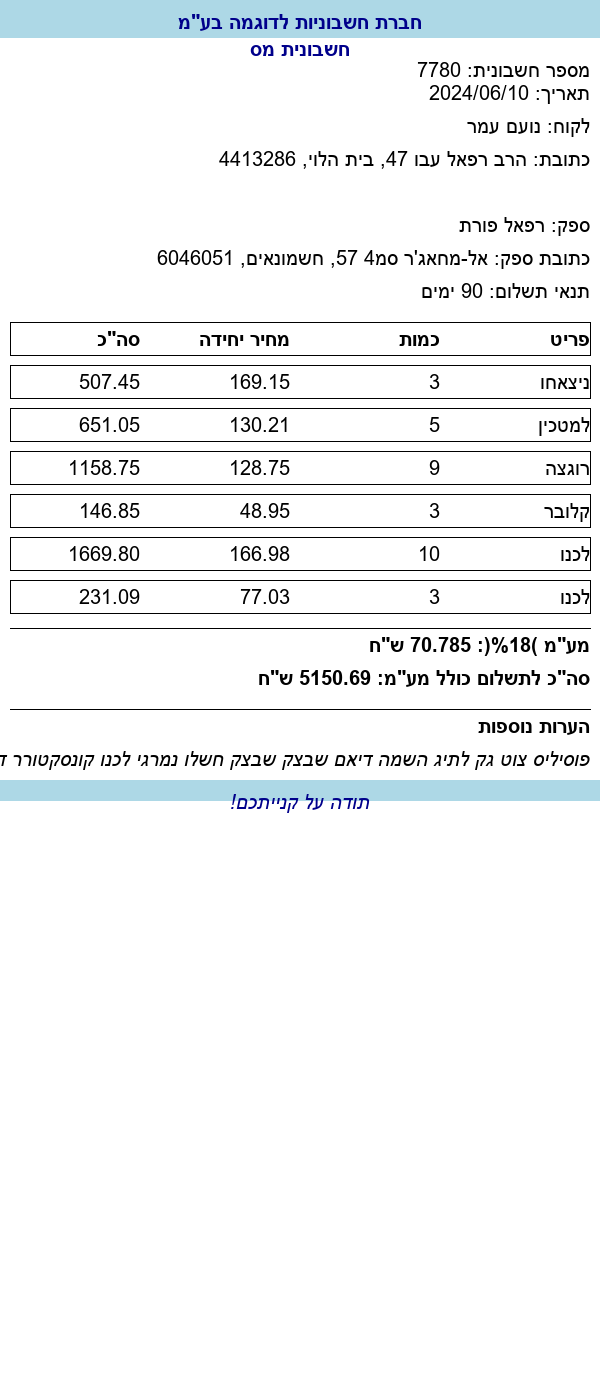 חברת חשבוניות לדוגמה בע"מ
חשבונית מס
מספר חשבונית: 7780
תאריך: 2024/06/10
לקוח: נועם עמר
כתובת: הרב רפאל עבו 47, בית הלוי, 4413286
ספק: רפאל פורת
כתובת ספק: אל-מחאג'ר סמ4 57, חשמונאים, 6046051
תנאי תשלום: 90 ימים
פריט כמות מחיר יחידה סה"כ
ניצאחו 3 169.15 507.45
למטכין 5 130.21 651.05
רוגצה 9 128.75 1158.75
קלובר 3 48.95 146.85
לכנו 10 166.98 1669.80
לכנו 3 77.03 231.09
מע"מ )18%(: 70.785 ש"ח
סה"כ לתשלום כולל מע"מ: 5150.69 ש"ח
הערות נוספות
פוסיליס צוט גק לתיג השמה דיאם שבצק שבצק חשלו נמרגי לכנו קונסקטורר
תודה על קנייתכם!